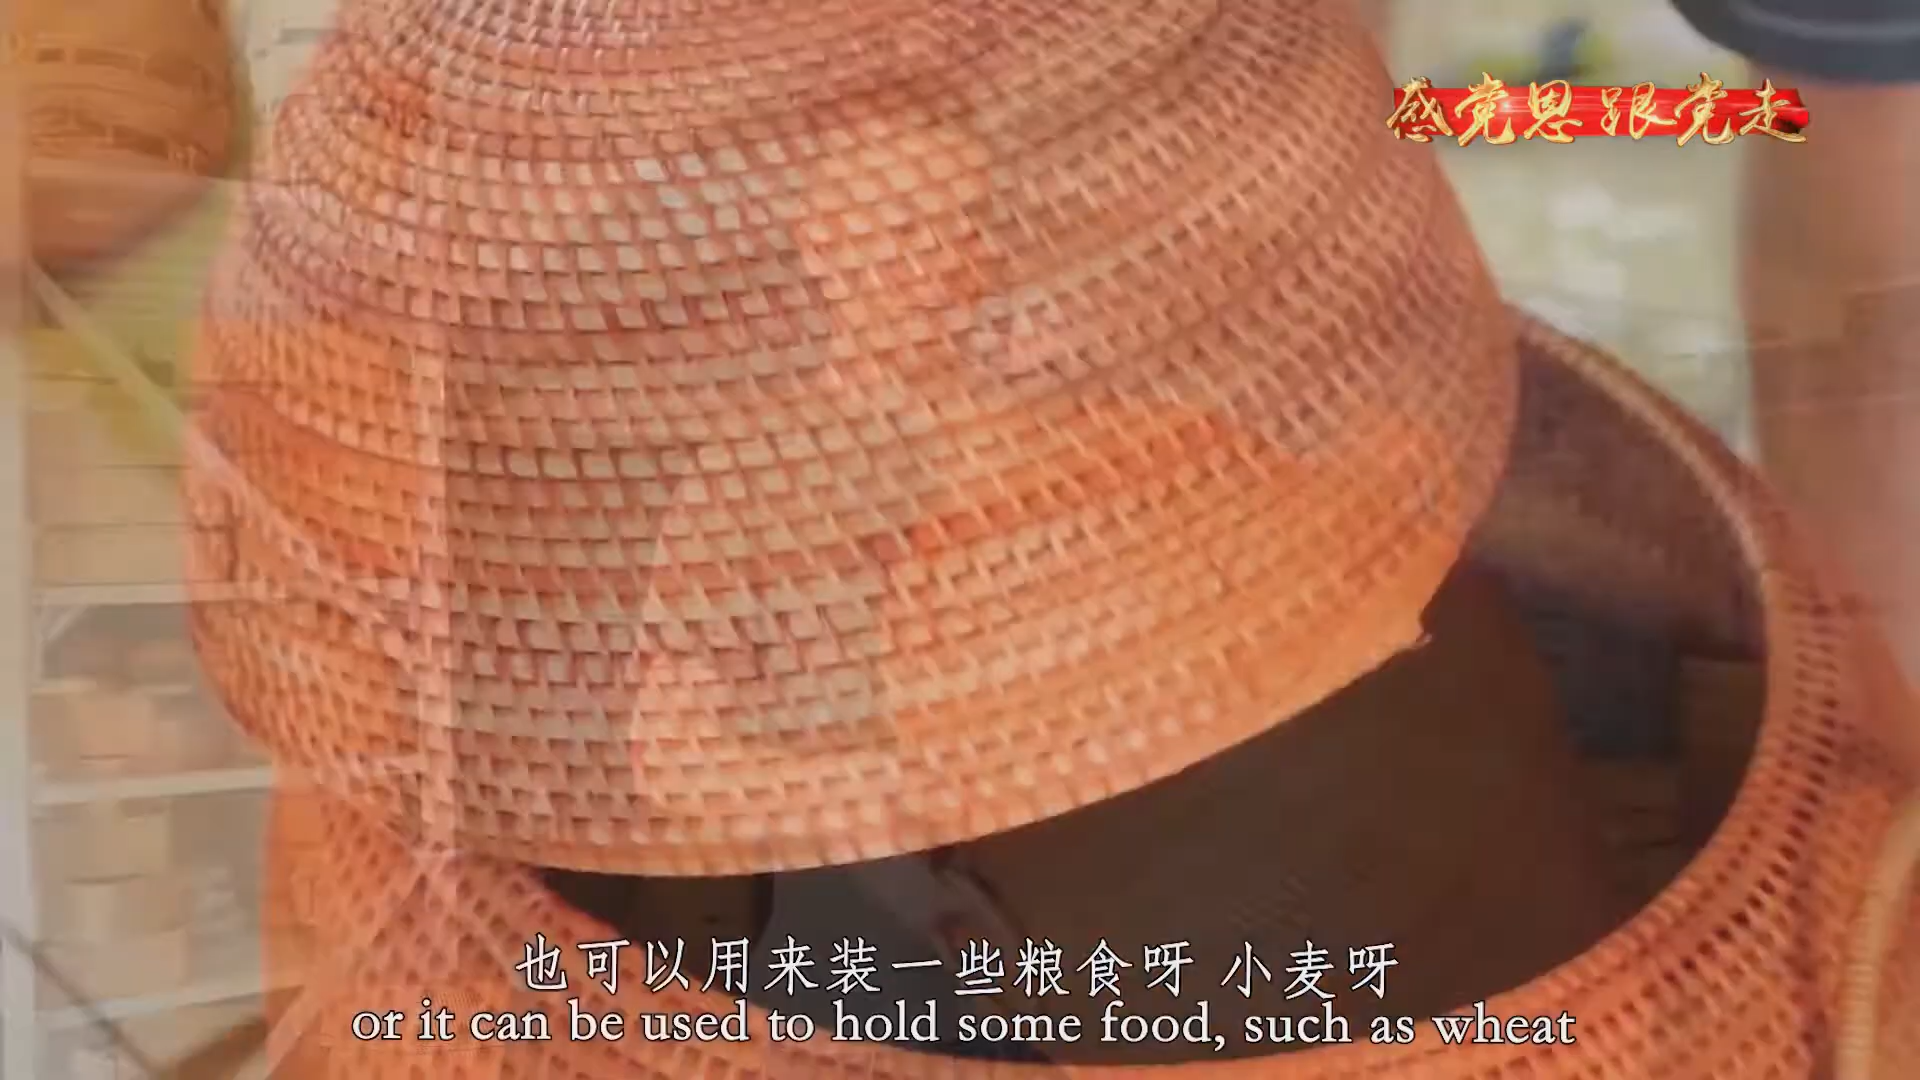 感党恩 跟党走
也可以用来装一些粮食呀 小麦呀
or it can be used to hold some food, such as wheat